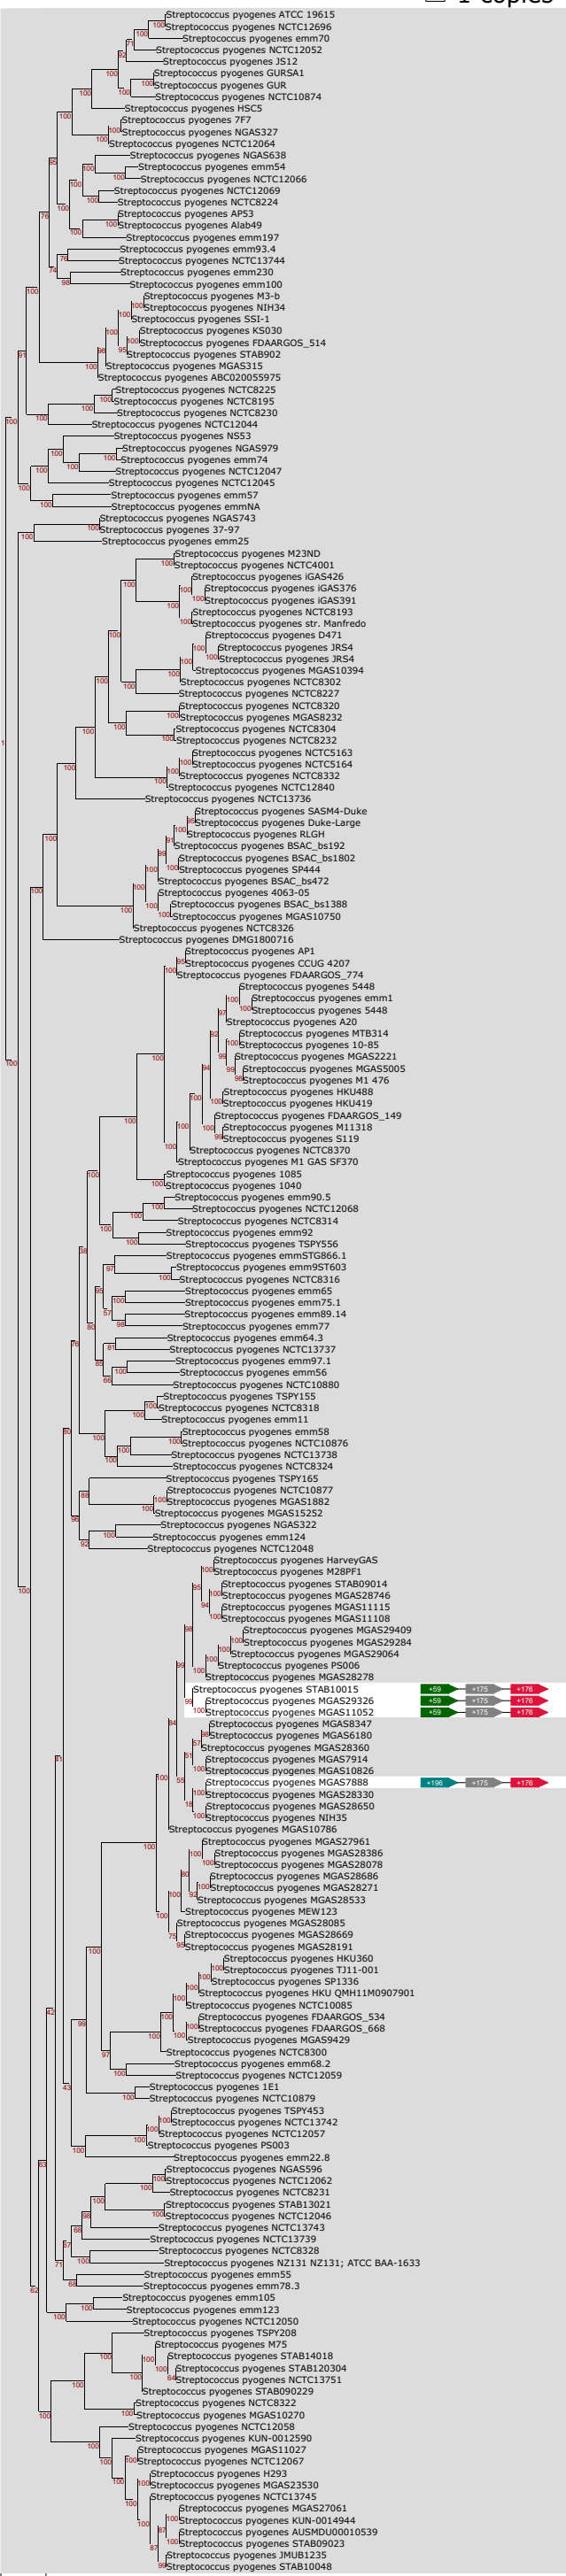 1 copies
Streptococcus pyogenes ATCC 19615
Streptococcus pyogenes NCTC12696
Streptococcus pyogenes emm70
Streptococcus pyogenes NCTC12052
Streptococcus pyogenes JS12
Streptococcus pyogenes GURSA1
Streptococcus pyogenes GUR
Streptococcus pyogenes NCTC10874
Streptococcus pyogenes HSC5
Streptococcus pyogenes 7F7
Streptococcus pyogenes NGAS327
Streptococcus pyogenes NCTC12064
Streptococcus pyogenes NGAS638
Streptococcus pyogenes emm54
Streptococcus pyogenes NCTC12066
Streptococcus pyogenes NCTC12069
Streptococcus pyogenes NCTC8224
Streptococcus pyogenes AP53
Streptococcus pyogenes Alab49
Streptococcus pyogenes emm197
Streptococcus pyogenes emm93.4
Streptococcus pyogenes NCTC13744
Streptococcus pyogenes emm230
Streptococcus pyogenes emm100
Streptococcus pyogenes M3-b
Streptococcus pyogenes NIH34
Streptococcus pyogenes SSI-1
Streptococcus pyogenes KS030
Streptococcus pyogenes FDAARGOS_514
Streptococcus pyogenes STAB902
Streptococcus pyogenes MGAS315
Streptococcus pyogenes ABC020055975
Streptococcus pyogenes NCTC8225
Streptococcus pyogenes NCTC8195
Streptococcus pyogenes NCTC8230
Streptococcus pyogenes NCTC12044
Streptococcus pyogenes NS53
Streptococcus pyogenes NGAS979
Streptococcus pyogenes emm74
Streptococcus pyogenes NCTC12047
Streptococcus pyogenes NCTC12045
Streptococcus pyogenes emm57
Streptococcus pyogenes emmNA
Streptococcus pyogenes NGAS743
Streptococcus pyogenes 37-97
Streptococcus pyogenes emm25
Streptococcus pyogenes M23ND
Streptococcus pyogenes NCTC4001
Streptococcus pyogenes iGAS426
Streptococcus pyogenes iGAS376
Streptococcus pyogenes iGAS391
Streptococcus pyogenes NCTC8193
Streptococcus pyogenes str. Manfredo
Streptococcus pyogenes D471
Streptococcus pyogenes JRS4
Streptococcus pyogenes JRS4
Streptococcus pyogenes MGAS10394
Streptococcus pyogenes NCTC8302
Streptococcus pyogenes NCTC8227
Streptococcus pyogenes NCTC8320
Streptococcus pyogenes MGAS8232
Streptococcus pyogenes NCTC8304
Streptococcus pyogenes NCTC8232
Streptococcus pyogenes NCTC5163
Streptococcus pyogenes NCTC5164
Streptococcus pyogenes NCTC8332
Streptococcus pyogenes NCTC12840
Streptococcus pyogenes NCTC13736
Streptococcus pyogenes SASM4-Duke
Streptococcus pyogenes Duke-Large
Streptococcus pyogenes RLGH
Streptococcus pyogenes BSAC_bs192
Streptococcus pyogenes BSAC_bs1802
Streptococcus pyogenes SP444
Streptococcus pyogenes BSAC_bs472
Streptococcus pyogenes 4063-05
Streptococcus pyogenes BSAC_bs1388
Streptococcus pyogenes MGAS10750
Streptococcus pyogenes NCTC8326
Streptococcus pyogenes DMG1800716
Streptococcus pyogenes AP1
Streptococcus pyogenes CCUG 4207
Streptococcus pyogenes FDAARGOS_774
Streptococcus pyogenes 5448
Streptococcus pyogenes emm1
Streptococcus pyogenes 5448
Streptococcus pyogenes A20
Streptococcus pyogenes MTB314
Streptococcus pyogenes 10-85
Streptococcus pyogenes MGAS2221
Streptococcus pyogenes MGAS5005
Streptococcus pyogenes M1 476
Streptococcus pyogenes HKU488
Streptococcus pyogenes HKU419
Streptococcus pyogenes FDAARGOS_149
Streptococcus pyogenes M11318
Streptococcus pyogenes S119
Streptococcus pyogenes NCTC8370
Streptococcus pyogenes M1 GAS SF370
Streptococcus pyogenes 1085
Streptococcus pyogenes 1040
Streptococcus pyogenes emm90.5
Streptococcus pyogenes NCTC12068
Streptococcus pyogenes NCTC8314
Streptococcus pyogenes emm92
Streptococcus pyogenes TSPY556
Streptococcus pyogenes emmSTG866.1
Streptococcus pyogenes emm9ST603
Streptococcus pyogenes NCTC8316
Streptococcus pyogenes emm65
Streptococcus pyogenes emm75.1
Streptococcus pyogenes emm89.14
Streptococcus pyogenes emm77
Streptococcus pyogenes emm64.3
Streptococcus pyogenes NCTC13737
Streptococcus pyogenes emm97.1
Streptococcus pyogenes emm56
Streptococcus pyogenes NCTC10880
Streptococcus pyogenes TSPY155
Streptococcus pyogenes NCTC8318
Streptococcus pyogenes emm11
Streptococcus pyogenes emm58
Streptococcus pyogenes NCTC10876
Streptococcus pyogenes NCTC13738
Streptococcus pyogenes NCTC8324
Streptococcus pyogenes TSPY165
Streptococcus pyogenes NCTC10877
Streptococcus pyogenes MGAS1882
Streptococcus pyogenes MGAS15252
Streptococcus pyogenes NGAS322
Streptococcus pyogenes emm124
Streptococcus pyogenes NCTC12048
Streptococcus pyogenes HarveyGAS
Streptococcus pyogenes M28PF1
Streptococcus pyogenes STAB09014
Streptococcus pyogenes MGAS28746
Streptococcus pyogenes MGAS11115
Streptococcus pyogenes MGAS11108
Streptococcus pyogenes MGAS29409
Streptococcus pyogenes MGAS29284
Streptococcus pyogenes MGAS29064
Streptococcus pyogenes PS006
Streptococcus pyogenes MGAS28278
Streptococcus pyogenes STAB10015 +59 +175 +176
Streptococcus pyogenes MGAS29326 +59 +175 +176
Streptococcus pyogenes MGAS11052 +59 +175 +176
Streptococcus pyogenes MGAS8347
Streptococcus pyogenes MGAS6180
Streptococcus pyogenes MGAS28360
Streptococcus pyogenes MGAS7914
Streptococcus pyogenes MGAS10826
Streptococcus pyogenes MGAS7888 +196 +175 +176
Streptococcus pyogenes MGAS28330
Streptococcus pyogenes MGAS28650
Streptococcus pyogenes NIH35
Streptococcus pyogenes MGAS10786
Streptococcus pyogenes MGAS27961
Streptococcus pyogenes MGAS28386
Streptococcus pyogenes MGAS28078
Streptococcus pyogenes MGAS28686
Streptococcus pyogenes MGAS28271
Streptococcus pyogenes MGAS28533
Streptococcus pyogenes MEW123
Streptococcus pyogenes MGAS28085
Streptococcus pyogenes MGAS28669
Streptococcus pyogenes MGAS28191
Streptococcus pyogenes HKU360
Streptococcus pyogenes TJ11-001
Streptococcus pyogenes SP1336
Streptococcus pyogenes HKU QMH11M0907901
Streptococcus pyogenes NCTC10085
Streptococcus pyogenes FDAARGOS_534
Streptococcus pyogenes FDAARGOS_668
Streptococcus pyogenes MGAS9429
Streptococcus pyogenes NCTC8300
Streptococcus pyogenes emm68.2
Streptococcus pyogenes NCTC12059
Streptococcus pyogenes 1E1
Streptococcus pyogenes NCTC10879
Streptococcus pyogenes TSPY453
Streptococcus pyogenes NCTC13742
Streptococcus pyogenes NCTC12057
Streptococcus pyogenes PS003
Streptococcus pyogenes emm22.8
Streptococcus pyogenes NGAS596
Streptococcus pyogenes NCTC12062
Streptococcus pyogenes NCTC8231
Streptococcus pyogenes STAB13021
Streptococcus pyogenes NCTC12046
Streptococcus pyogenes NCTC13743
Streptococcus pyogenes NCTC13739
Streptococcus pyogenes NCTC8328
Streptococcus pyogenes NZ131 NZ131; ATCC BAA-1633
Streptococcus pyogenes emm55
Streptococcus pyogenes emm78.3
Streptococcus pyogenes emm105
Streptococcus pyogenes emm123
Streptococcus pyogenes NCTC12050
Streptococcus pyogenes TSPY208
Streptococcus pyogenes M75
Streptococcus pyogenes STAB14018
Streptococcus pyogenes STAB120304
Streptococcus pyogenes NCTC13751
Streptococcus pyogenes STAB090229
Streptococcus pyogenes NCTC8322
Streptococcus pyogenes MGAS10270
Streptococcus pyogenes NCTC12058
Streptococcus pyogenes KUN-0012590
Streptococcus pyogenes MGAS11027
Streptococcus pyogenes NCTC12067
Streptococcus pyogenes H293
Streptococcus pyogenes MGAS23530
Streptococcus pyogenes NCTC13745
Streptococcus pyogenes MGAS27061
Streptococcus pyogenes KUN-0014944
Streptococcus pyogenes AUSMDU00010539
Streptococcus pyogenes STAB09023
Streptococcus pyogenes JMUB1235
Streptococcus pyogenes STAB10048